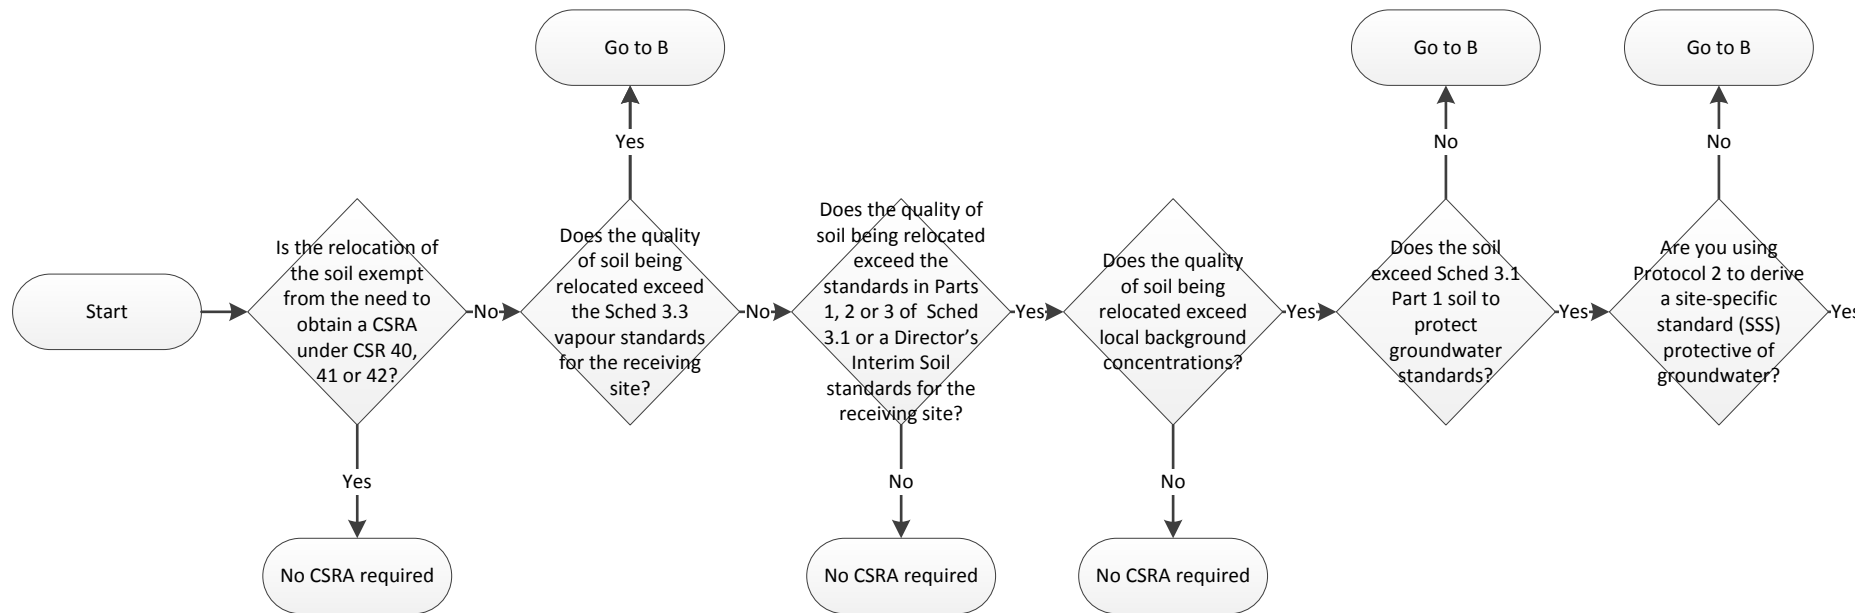 Go to B
Go to B
Go to B
Yes
No
No
Start
Is the relocation of
the soil exempt
from the need to
obtain a CSRA
under CSR 40,
41 or 42?
No
Does the quality
of soil being
relocated exceed
the Sched 3.3
vapour standards
for the receiving
site?
No
Does the quality of
soil being relocated
exceed the
standards in Parts
1, 2 or 3 of  Sched
3.1 or a Director’s
Interim Soil
standards for the
receiving site?
Yes
Does the quality
of soil being
relocated exceed
local background
concentrations?
Yes
Does the soil
exceed Sched 3.1
Part 1 soil to
protect
groundwater
standards?
Yes
Are you using
Protocol 2 to derive
a site-specific
standard (SSS)
protective of
groundwater?
Yes
Yes
No
No
No CSRA required
No CSRA required
No CSRA required